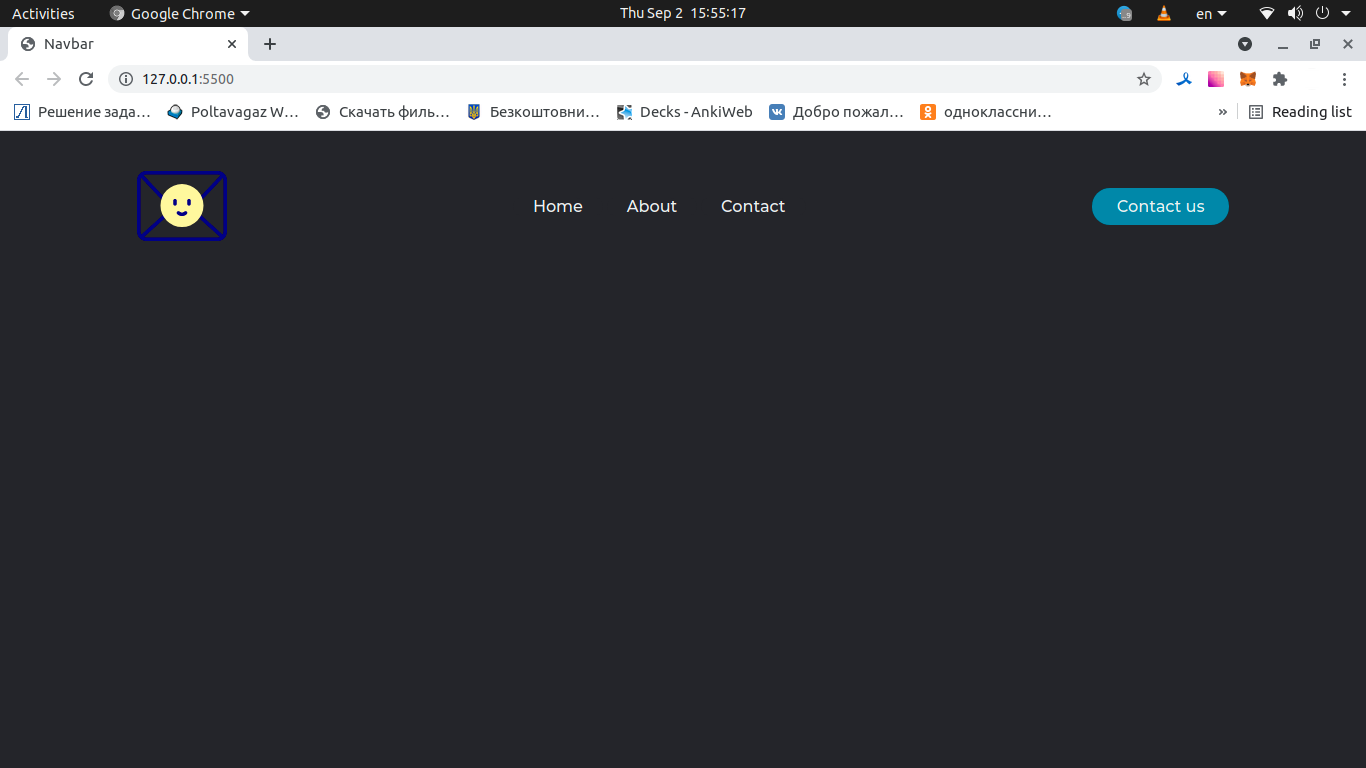 Activities Google Chrome Thu Sep 2 15:55:17 en
Navbar
127.0.0.1:5500
Решение зада… Poltavagaz W… Скачать филь… Безкоштовни… Decks - AnkiWeb Добро пожал… одноклассни… » Reading list
Home About Contact Contact us